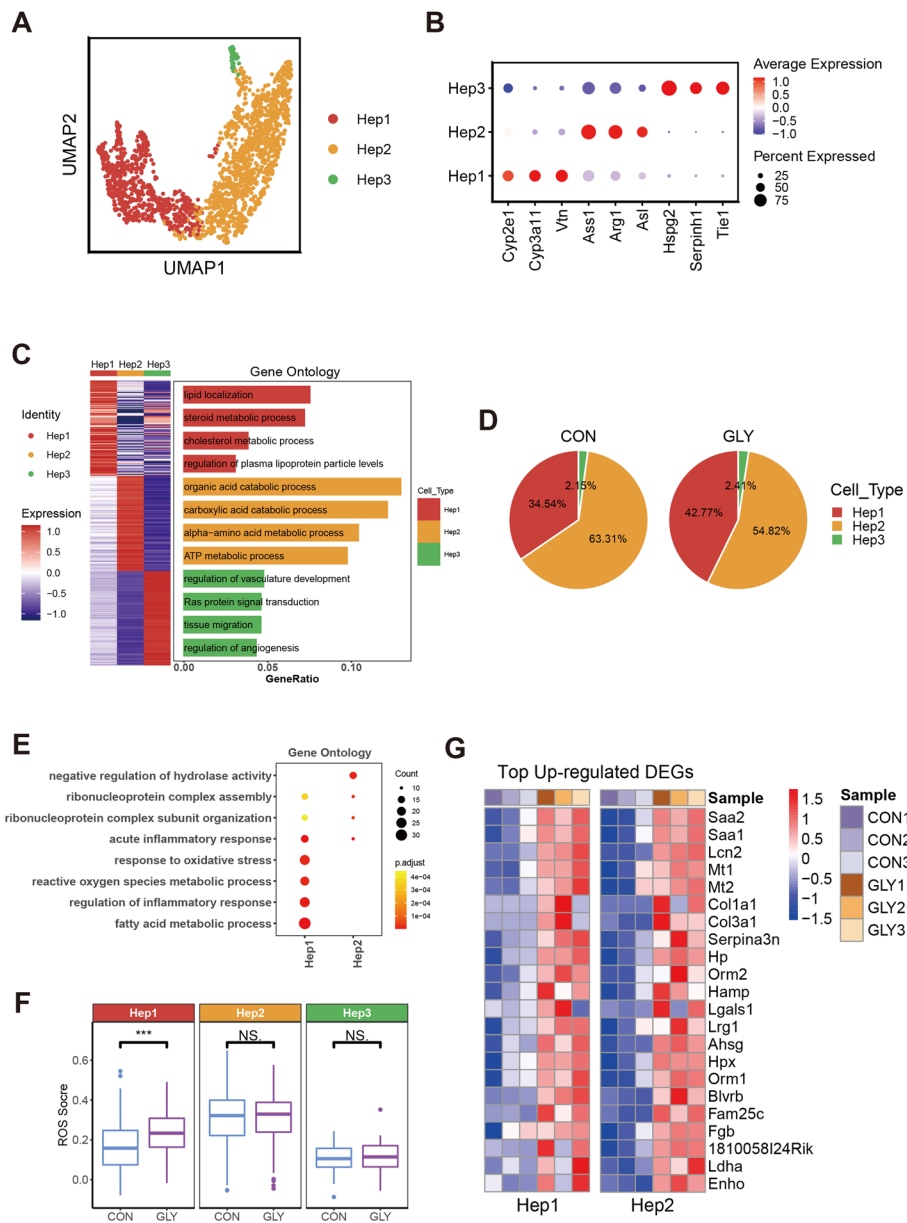 A
UMAP2
UMAP1
Hep1
Hep2
Hep3
B
Hep3
Hep2
Hep1
Cyp2e1
Cyp3a11
Vtn
Ass1
Arg1
Asl
Hspg2
Serpinh1
Tie1
Average Expression
1.0
0.5
0.0
−0.5
−1.0
Percent Expressed
25
50
75
C
Identity
Hep1
Hep2
Hep3
Expression
1.0
0.5
0.0
−0.5
−1.0
Hep1 Hep2 Hep3
Gene Ontology
lipid localization
steroid metabolic process
cholesterol metabolic process
regulation of plasma lipoprotein particle levels
organic acid catabolic process
carboxylic acid catabolic process
alpha−amino acid metabolic process
ATP metabolic process
regulation of vasculature development
Ras protein signal transduction
tissue migration
regulation of angiogenesis
0.00 0.05 0.10
GeneRatio
Cell_Type
Hep1
Hep2
Hep3
D
CON
2.15%
34.54%
63.31%
GLY
2.41%
42.77%
54.82%
Cell_Type
Hep1
Hep2
Hep3
E
Gene Ontology
negative regulation of hydrolase activity
ribonucleoprotein complex assembly
ribonucleoprotein complex subunit organization
acute inflammatory response
response to oxidative stress
reactive oxygen species metabolic process
regulation of inflammatory response
fatty acid metabolic process
Hep1
Hep2
Count
10
15
20
25
30
p.adjust
4e−04
3e−04
2e−04
1e−04
F
Hep1 Hep2 Hep3
*** NS. NS.
ROS Socre
0.6
0.4
0.2
0.0
CON GLY CON GLY CON GLY
G
Top Up-regulated DEGs
Sample
Saa2
Saa1
Lcn2
Mt1
Mt2
Col1a1
Col3a1
Serpina3n
Hp
Orm2
Hamp
Lgals1
Lrg1
Ahsg
Hpx
Orm1
Blvrb
Fam25c
Fgb
1810058I24Rik
Ldha
Enho
Hep1 Hep2
1.5
1
0.5
0
−0.5
−1
−1.5
Sample
CON1
CON2
CON3
GLY1
GLY2
GLY3